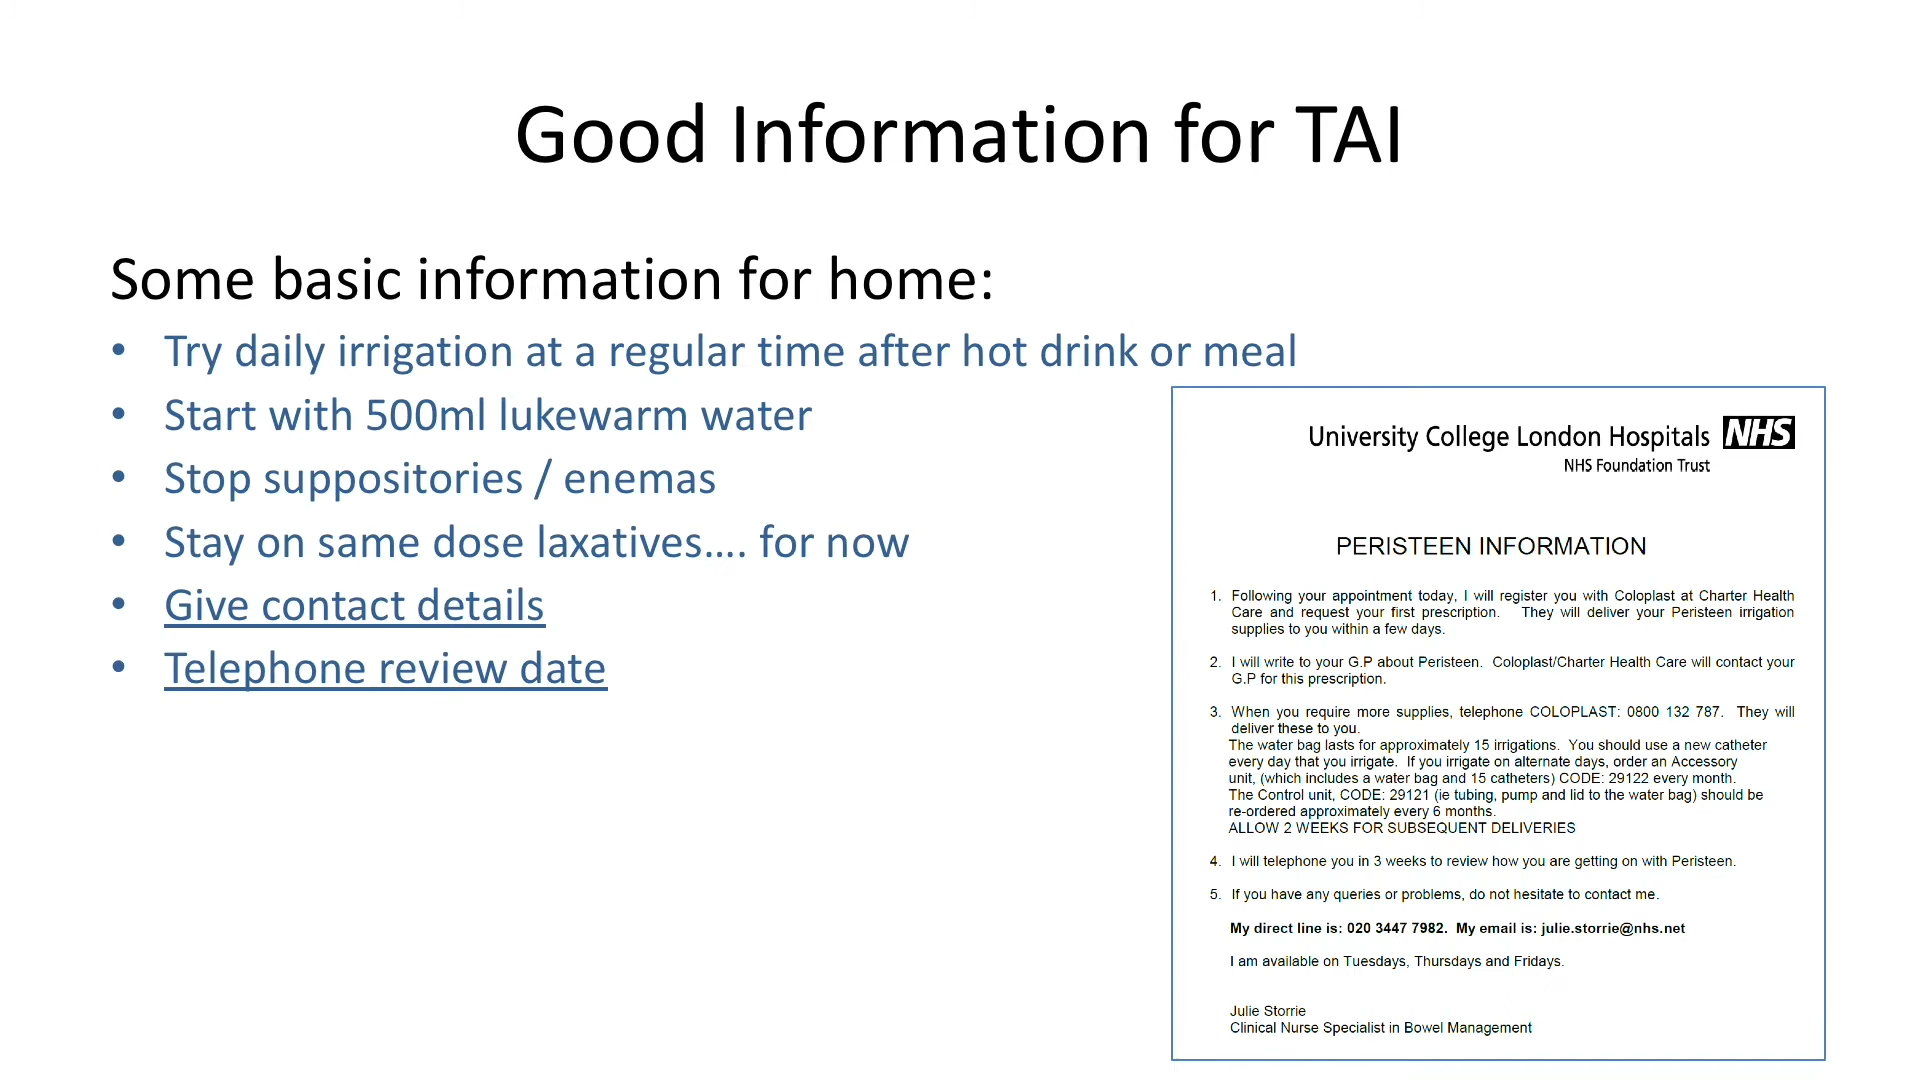 Good Information for TAI
Some basic information for home:
• Try daily irrigation at a regular time after hot drink or meal
• Start with 500ml lukewarm water
• Stop suppositories / enemas
• Stay on same dose laxatives.... for now
• Give contact details
• Telephone review date
University College London Hospitals NHS
NHS Foundation Trust
PERISTEEN INFORMATION
1. Following your appointment today, I will register you with Coloplast at Charter Health
Care and request your first prescription. They will deliver your Peristeen irrigation
supplies to you within a few days.
2. I will write to your G.P about Peristeen. Coloplast/Charter Health Care will contact your
G.P for this prescription.
3. When you require more supplies, telephone COLOPLAST: 0800 132 787. They will
deliver these to you.
The water bag lasts for approximately 15 irrigations. You should use a new catheter
every day that you irrigate. If you irrigate on alternate days, order an Accessory
unit, (which includes a water bag and 15 catheters) CODE: 29122 every month.
The Control unit, CODE: 29121 (ie tubing, pump and lid to the water bag) should be
re-ordered approximately every 6 months.
ALLOW 2 WEEKS FOR SUBSEQUENT DELIVERIES
4. I will telephone you in 3 weeks to review how you are getting on with Peristeen.
5. If you have any queries or problems, do not hesitate to contact me.
My direct line is: 020 3447 7982. My email is: julie.storrie@nhs.net
I am available on Tuesdays, Thursdays and Fridays.
Julie Storrie
Clinical Nurse Specialist in Bowel Management